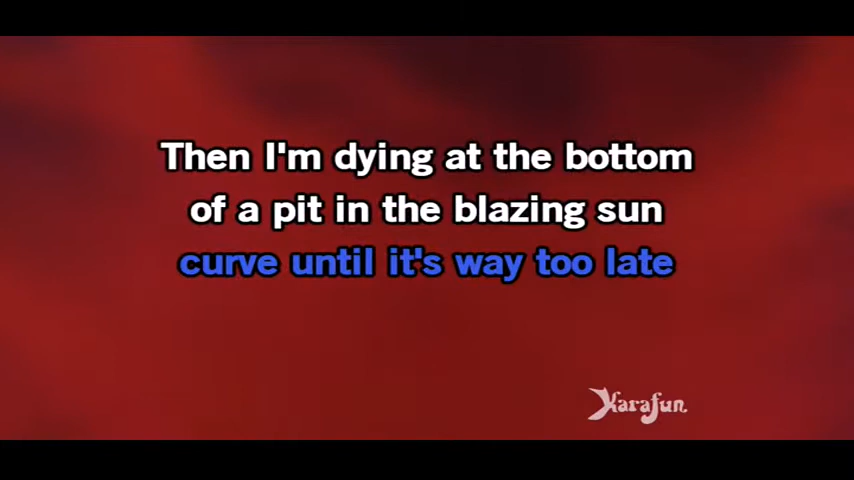 Then I'm dying at the bottom
of a pit in the blazing sun
curve until it's way too late
Karafun